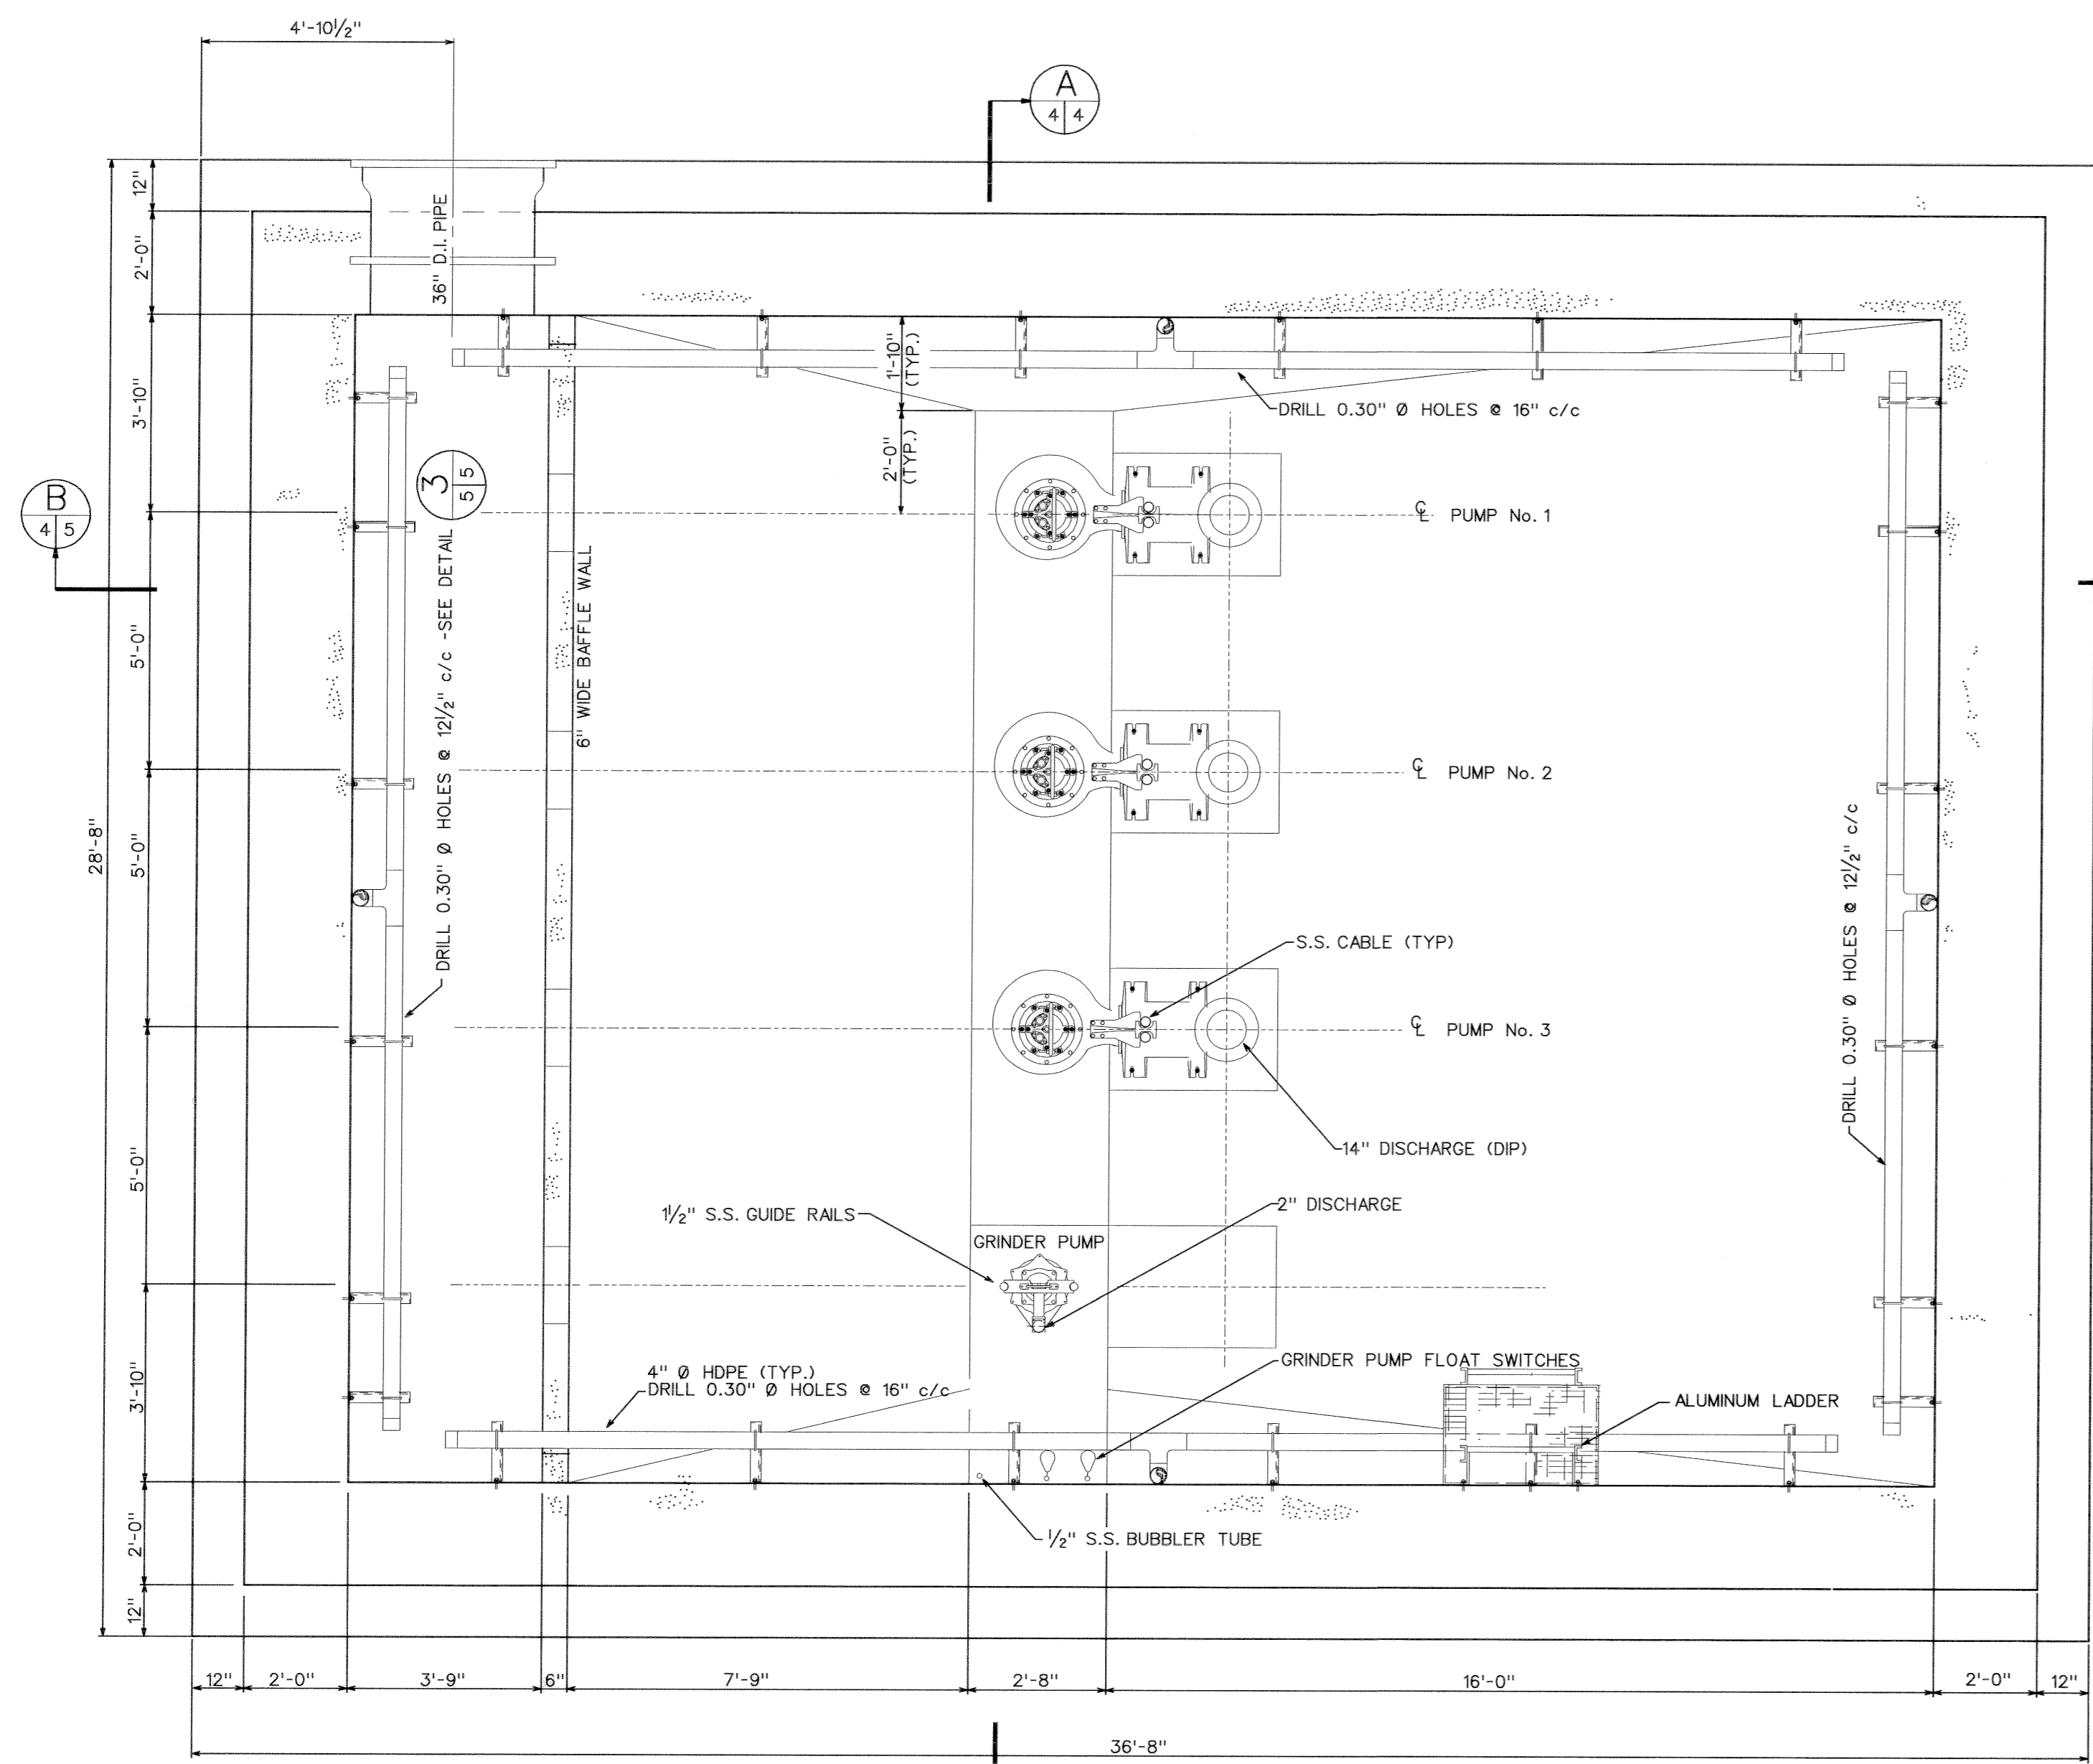 4'-10½"
A
4 4
12"
2'-0"
36" D.I. PIPE
3'-10"
1'-10"
(TYP.)
DRILL 0.30" Ø HOLES @ 16" c/c
2'-0"
(TYP.)
3
5 5
B
4 5
℄ PUMP No. 1
DRILL 0.30" Ø HOLES @ 12½" c/c -SEE DETAIL
6" WIDE BAFFLE WALL
5'-0"
℄ PUMP No. 2
28'-8"
5'-0"
DRILL 0.30" Ø HOLES @ 12½" c/c
S.S. CABLE (TYP)
℄ PUMP No. 3
14" DISCHARGE (DIP)
5'-0"
1½" S.S. GUIDE RAILS
2" DISCHARGE
GRINDER PUMP
3'-10"
4" Ø HDPE (TYP.)
DRILL 0.30" Ø HOLES @ 16" c/c
GRINDER PUMP FLOAT SWITCHES
ALUMINUM LADDER
2'-0"
½" S.S. BUBBLER TUBE
12"
12" 2'-0" 3'-9" 6" 7'-9" 2'-8" 16'-0" 2'-0" 12"
36'-8"